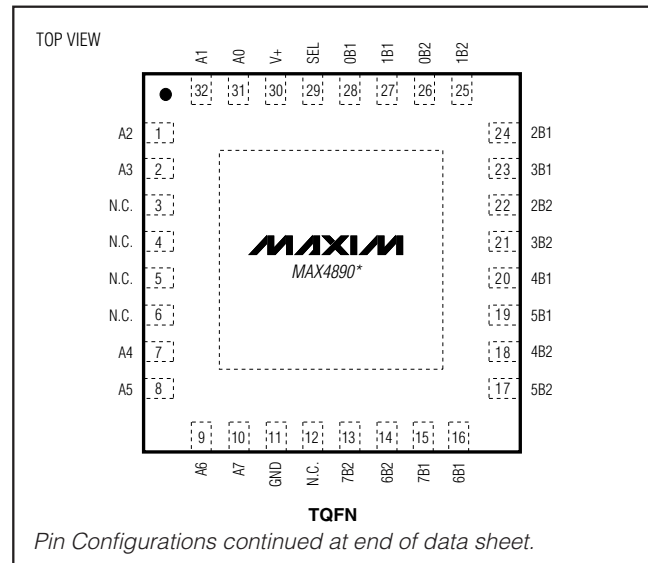 TOP VIEW
A1 A0 V+ SEL 0B1 1B1 0B2 1B2
32 31 30 29 28 27 26 25
A2 1 24 2B1
A3 2 23 3B1
N.C. 3 22 2B2
N.C. 4 21 3B2
N.C. 5 20 4B1
N.C. 6 19 5B1
A4 7 18 4B2
A5 8 17 5B2
MAXIM
MAX4890*
9 10 11 12 13 14 15 16
A6 A7 GND N.C. 7B2 6B2 7B1 6B1
TQFN
Pin Configurations continued at end of data sheet.